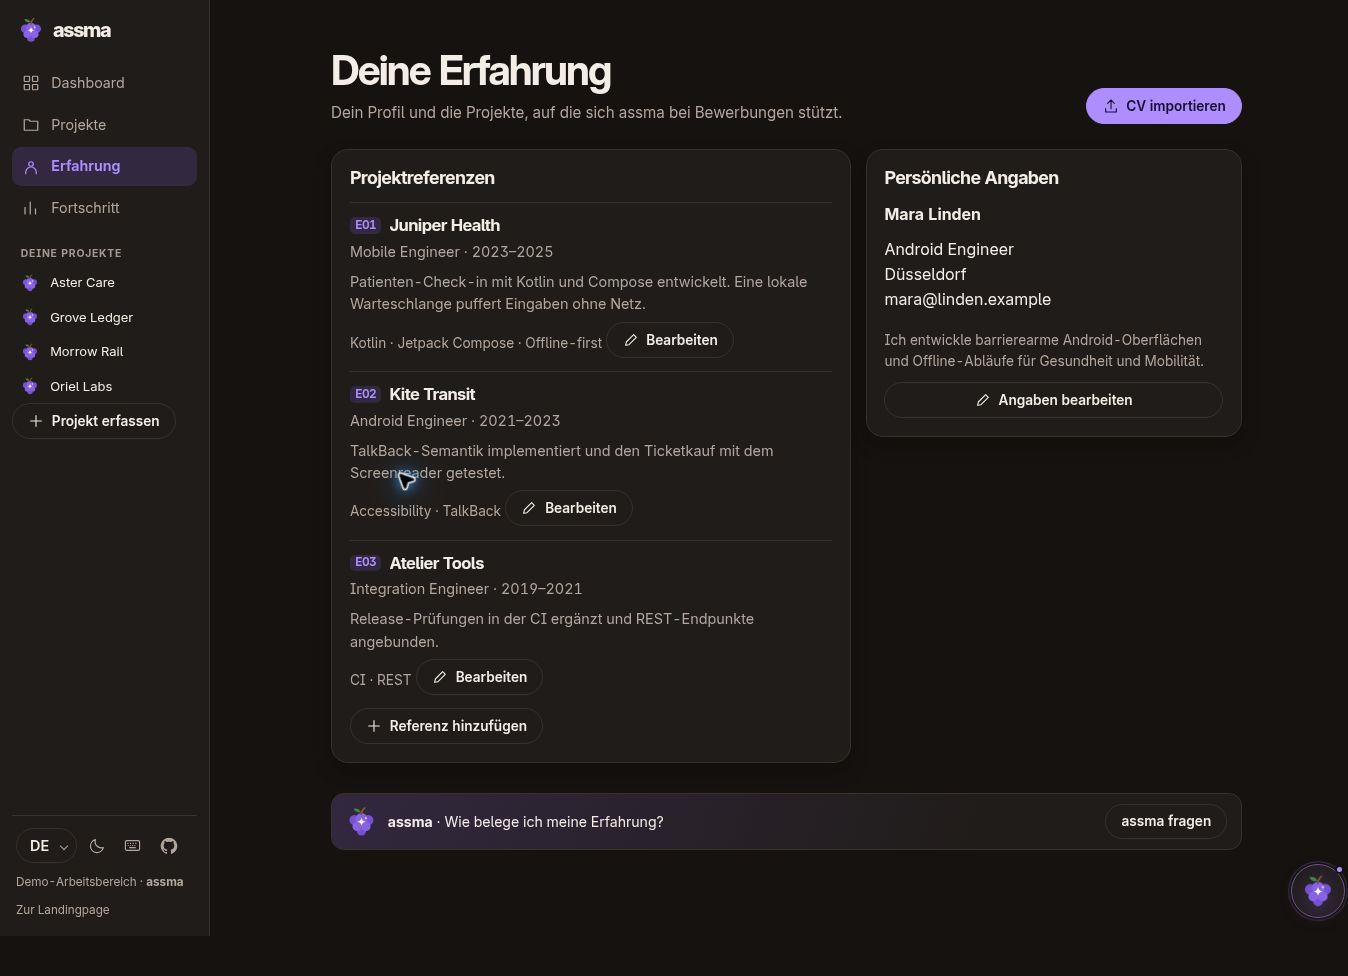 assma
Dashboard
Projekte
Erfahrung
Fortschritt
DEINE PROJEKTE
Aster Care
Grove Ledger
Morrow Rail
Oriel Labs
Projekt erfassen
DE
Demo-Arbeitsbereich · assma
Zur Landingpage
Deine Erfahrung
Dein Profil und die Projekte, auf die sich assma bei Bewerbungen stützt.
CV importieren
Projektreferenzen
E01 Juniper Health
Mobile Engineer · 2023–2025
Patienten-Check-in mit Kotlin und Compose entwickelt. Eine lokale
Warteschlange puffert Eingaben ohne Netz.
Kotlin · Jetpack Compose · Offline-first Bearbeiten
E02 Kite Transit
Android Engineer · 2021–2023
TalkBack-Semantik implementiert und den Ticketkauf mit dem
Screenreader getestet.
Accessibility · TalkBack Bearbeiten
E03 Atelier Tools
Integration Engineer · 2019–2021
Release-Prüfungen in der CI ergänzt und REST-Endpunkte
angebunden.
CI · REST Bearbeiten
Referenz hinzufügen
Persönliche Angaben
Mara Linden
Android Engineer
Düsseldorf
mara@linden.example
Ich entwickle barrierearme Android-Oberflächen
und Offline-Abläufe für Gesundheit und Mobilität.
Angaben bearbeiten
assma · Wie belege ich meine Erfahrung?
assma fragen